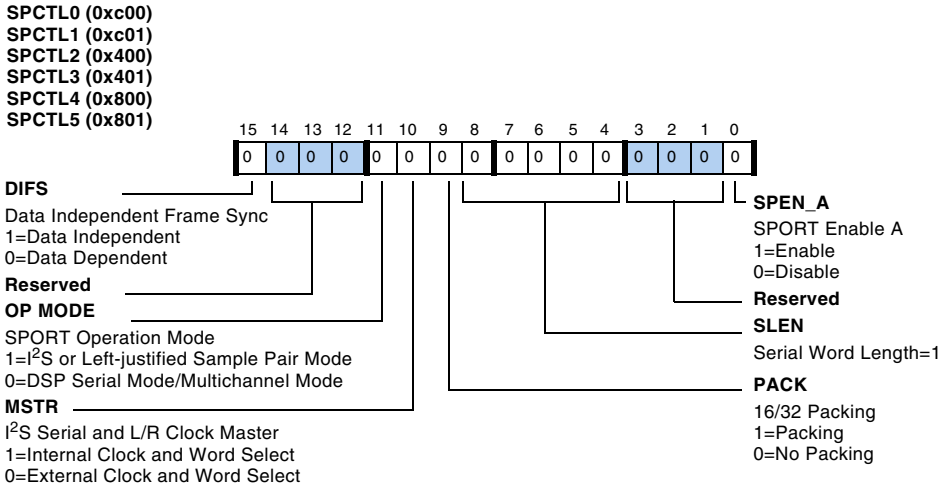 SPCTL0 (0xc00)
SPCTL1 (0xc01)
SPCTL2 (0x400)
SPCTL3 (0x401)
SPCTL4 (0x800)
SPCTL5 (0x801)
15 14 13 12 11 10 9 8 7 6 5 4 3 2 1 0
0 0 0 0 0 0 0 0 0 0 0 0 0 0 0 0
DIFS
Data Independent Frame Sync
1=Data Independent
0=Data Dependent
Reserved
OP MODE
SPORT Operation Mode
1=I²S or Left-justified Sample Pair Mode
0=DSP Serial Mode/Multichannel Mode
MSTR
I²S Serial and L/R Clock Master
1=Internal Clock and Word Select
0=External Clock and Word Select
SPEN_A
SPORT Enable A
1=Enable
0=Disable
Reserved
SLEN
Serial Word Length=1
PACK
16/32 Packing
1=Packing
0=No Packing